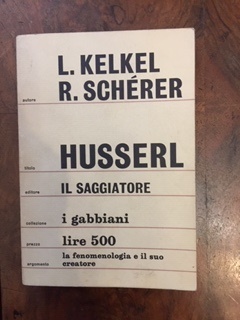 autore L. KELKEL
R. SCHÉRER
titolo HUSSERL
editore IL SAGGIATORE
collezione i gabbiani
prezzo lire 500
argomento la fenomenologia e il suo
creatore